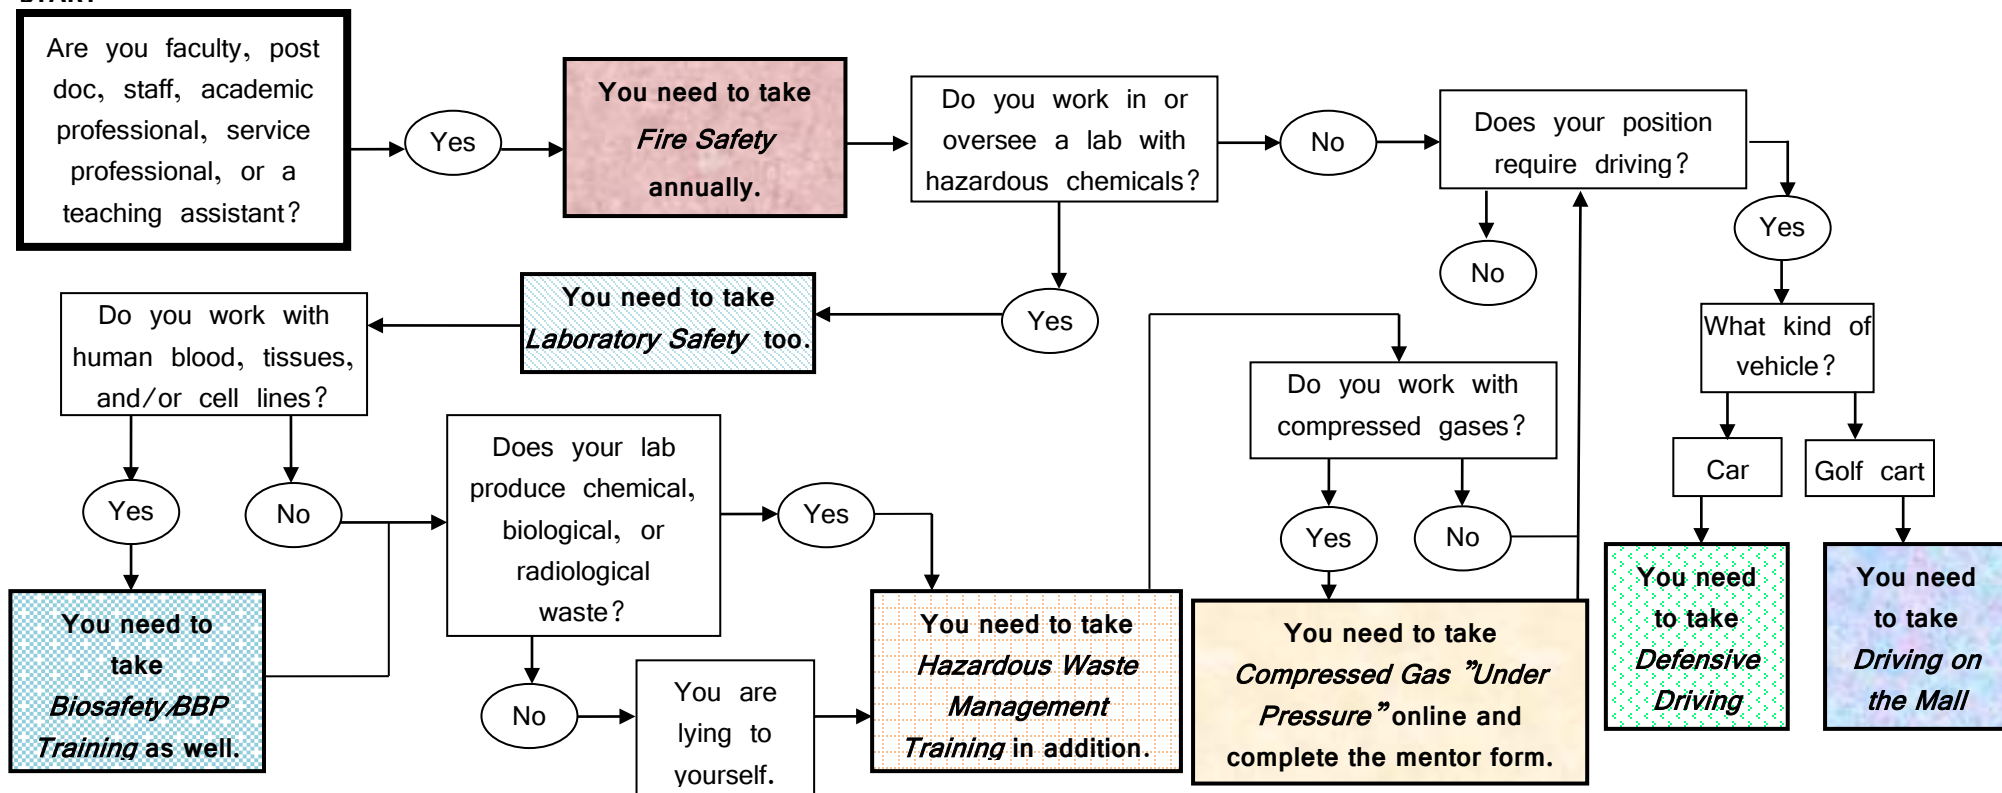 START
Are you faculty, post
doc, staff, academic
professional, service
professional, or a
teaching assistant?
Yes
You need to take
Fire Safety
annually.
Do you work in or
oversee a lab with
hazardous chemicals?
No
Does your position
require driving?
Yes
No
What kind of
vehicle?
Car
Golf cart
You need
to take
Defensive
Driving
You need
to take
Driving on
the Mall
Yes
You need to take
Laboratory Safety too.
Do you work with
human blood, tissues,
and/or cell lines?
Yes
No
You need to
take
Biosafety/BBP
Training as well.
Does your lab
produce chemical,
biological, or
radiological
waste?
Yes
No
You are
lying to
yourself.
You need to take
Hazardous Waste
Management
Training in addition.
Do you work with
compressed gases?
Yes
No
You need to take
Compressed Gas "Under
Pressure" online and
complete the mentor form.